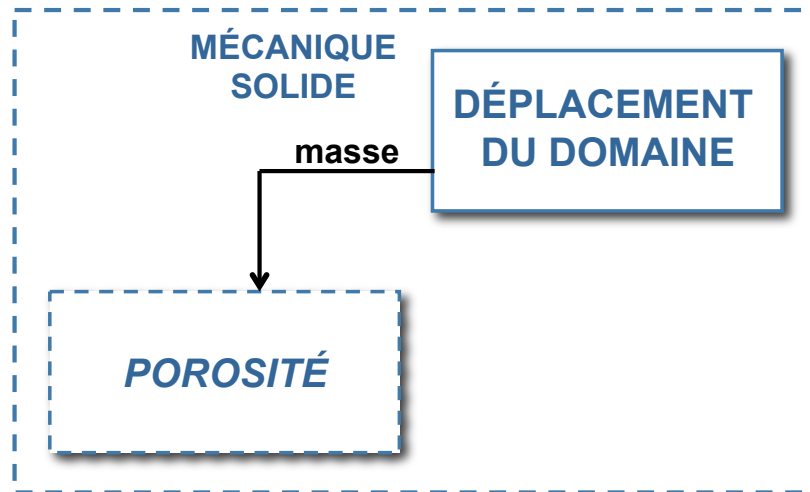 MÉCANIQUE
SOLIDE
DÉPLACEMENT
DU DOMAINE
masse
POROSITÉ